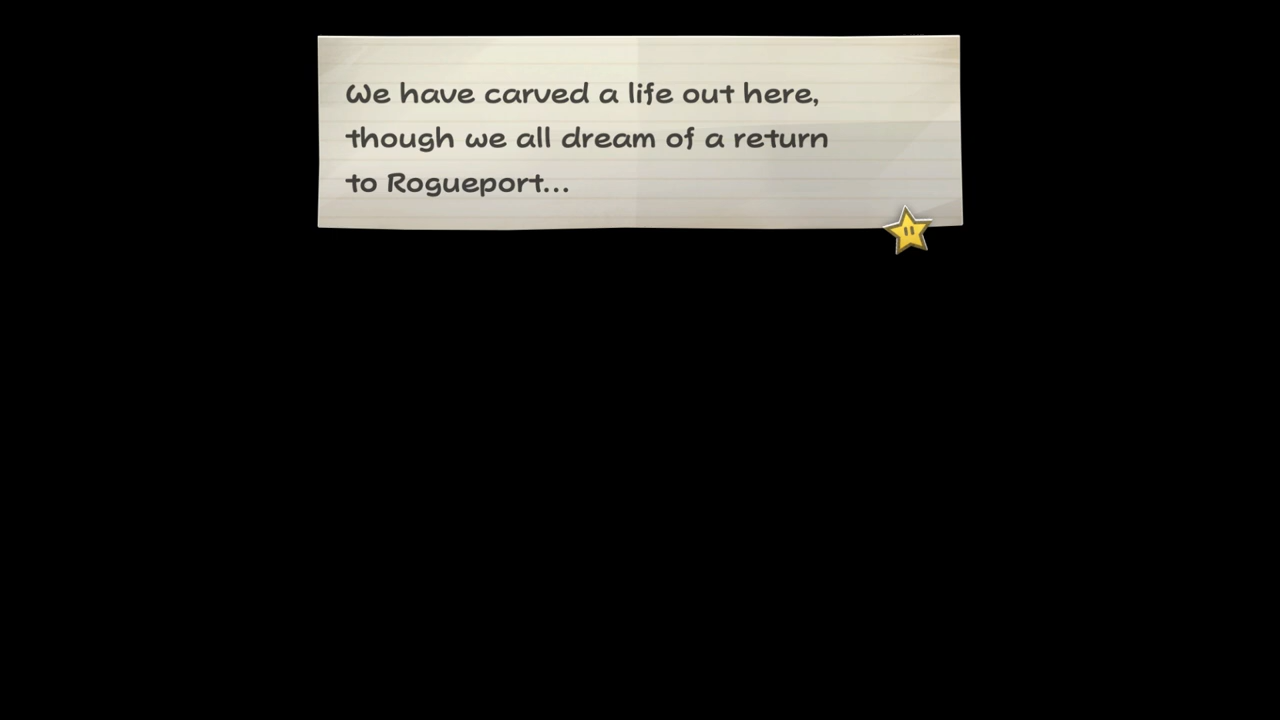 We have carved a life out here,
though we all dream of a return
to Rogueport...